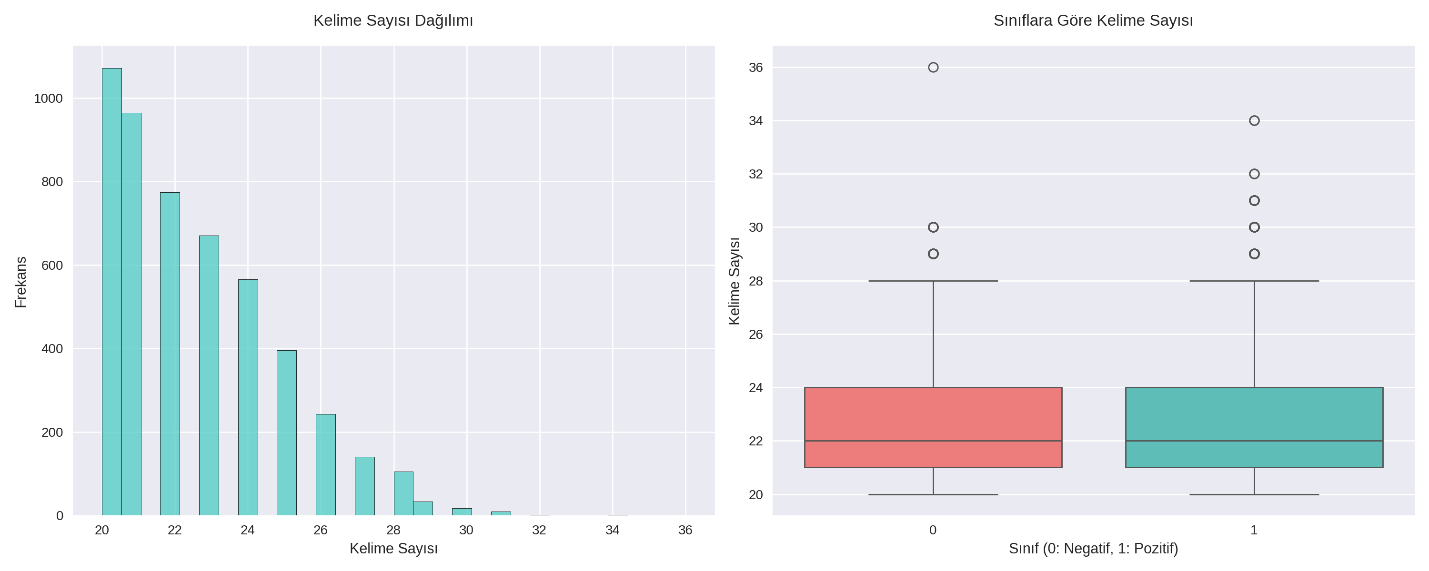 Kelime Sayısı Dağılımı
1000
800
600
400
200
0
Frekans
20 22 24 26 28 30 32 34 36
Kelime Sayısı
Sınıflara Göre Kelime Sayısı
36
34
32
30
28
26
24
22
20
Kelime Sayısı
0 1
Sınıf (0: Negatif, 1: Pozitif)